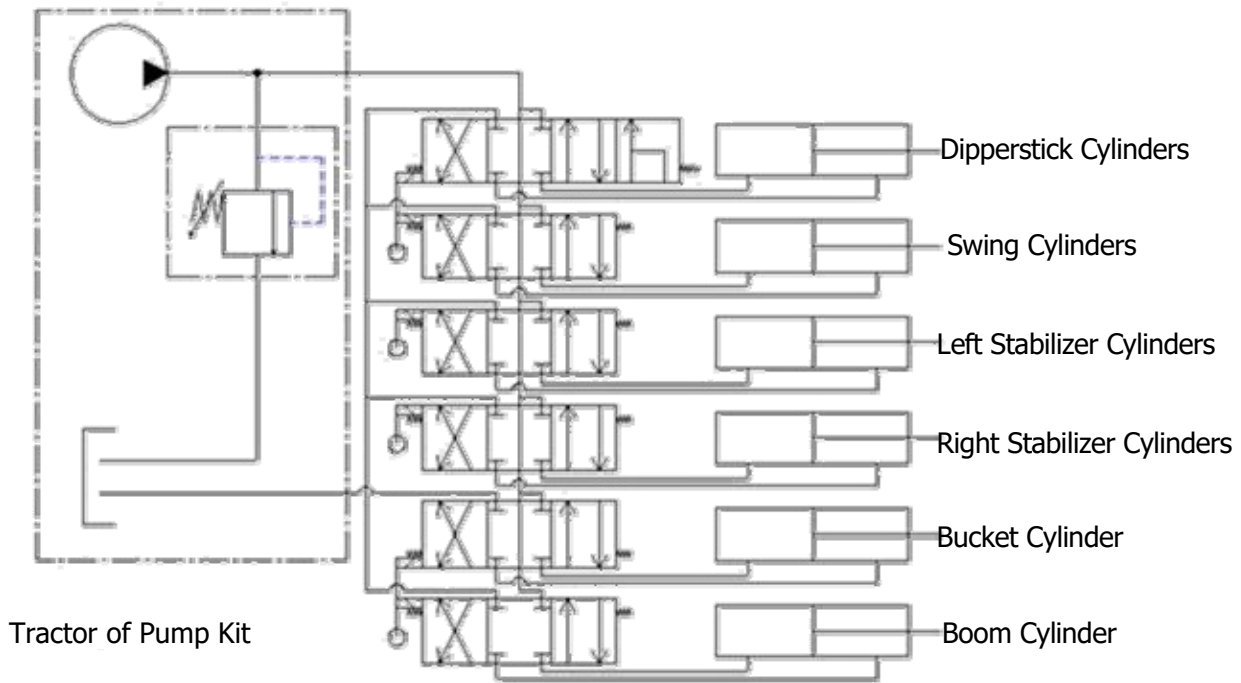 Dipperstick Cylinders
Swing Cylinders
Left Stabilizer Cylinders
Right Stabilizer Cylinders
Bucket Cylinder
Tractor of Pump Kit
Boom Cylinder